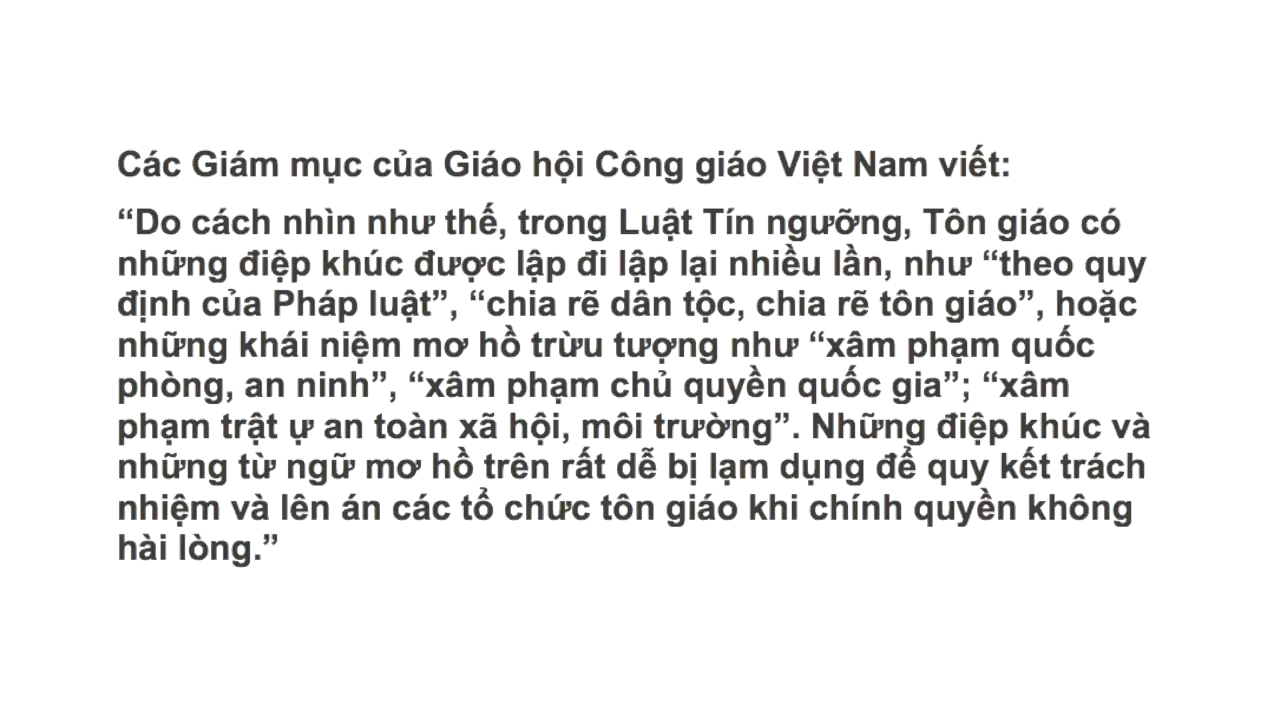 Các Giám mục của Giáo hội Công giáo Việt Nam viết:
“Do cách nhìn như thế, trong Luật Tín ngưỡng, Tôn giáo có
những điệp khúc được lập đi lập lại nhiều lần, như “theo quy
định của Pháp luật”, “chia rẽ dân tộc, chia rẽ tôn giáo”, hoặc
những khái niệm mơ hồ trừu tượng như “xâm phạm quốc
phòng, an ninh”, “xâm phạm chủ quyền quốc gia”; “xâm
phạm trật ự an toàn xã hội, môi trường”. Những điệp khúc và
những từ ngữ mơ hồ trên rất dễ bị lạm dụng để quy kết trách
nhiệm và lên án các tổ chức tôn giáo khi chính quyền không
hài lòng.”